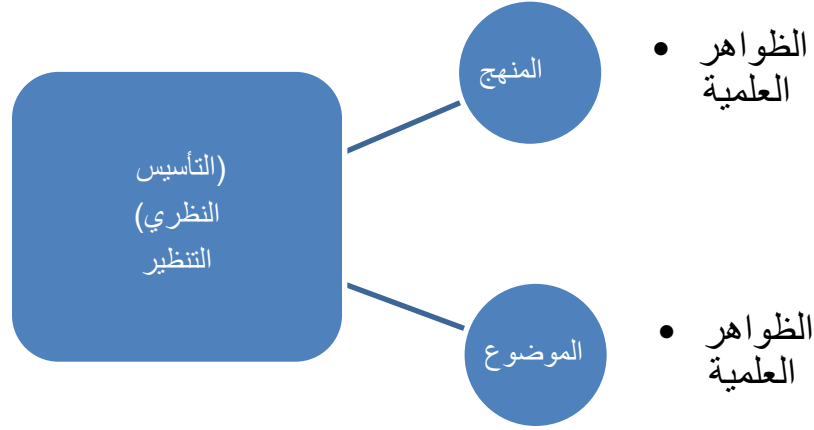 المنهج
الظواهر
العلمية
(التأسيس
النظري)
التنظير
الموضوع
الظواهر
العلمية